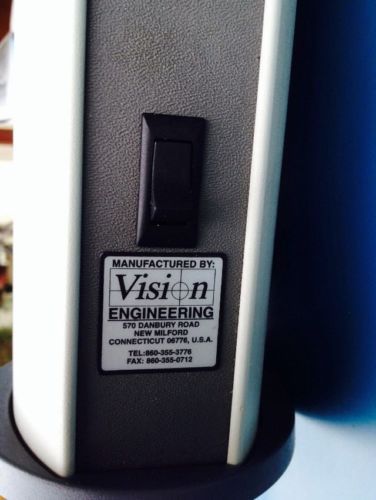 MANUFACTURED BY:
Vision
ENGINEERING
570 DANBURY ROAD
NEW MILFORD
CONNECTICUT 06776, U.S.A.
TEL:860-355-3776
FAX: 860-355-0712